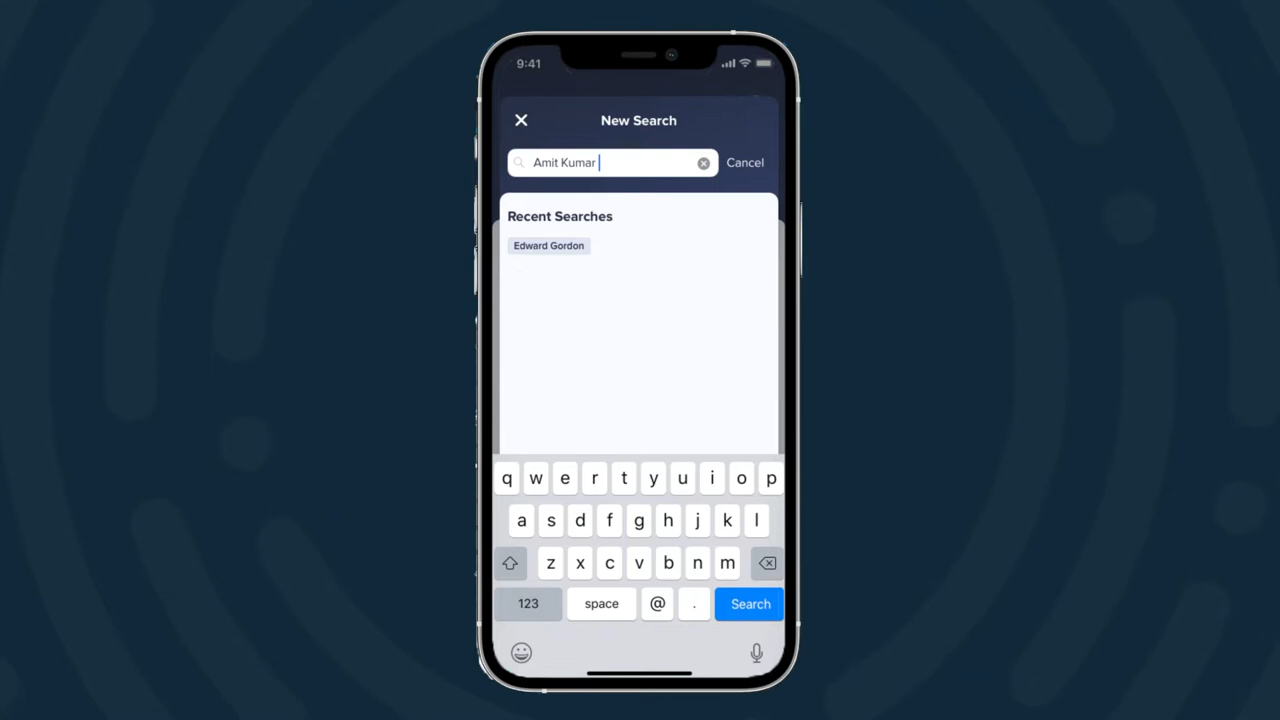 9:41
New Search
Amit Kumar
Cancel
Recent Searches
Edward Gordon
q w e r t y u i o p
a s d f g h j k l
z x c v b n m
123 space @ . Search